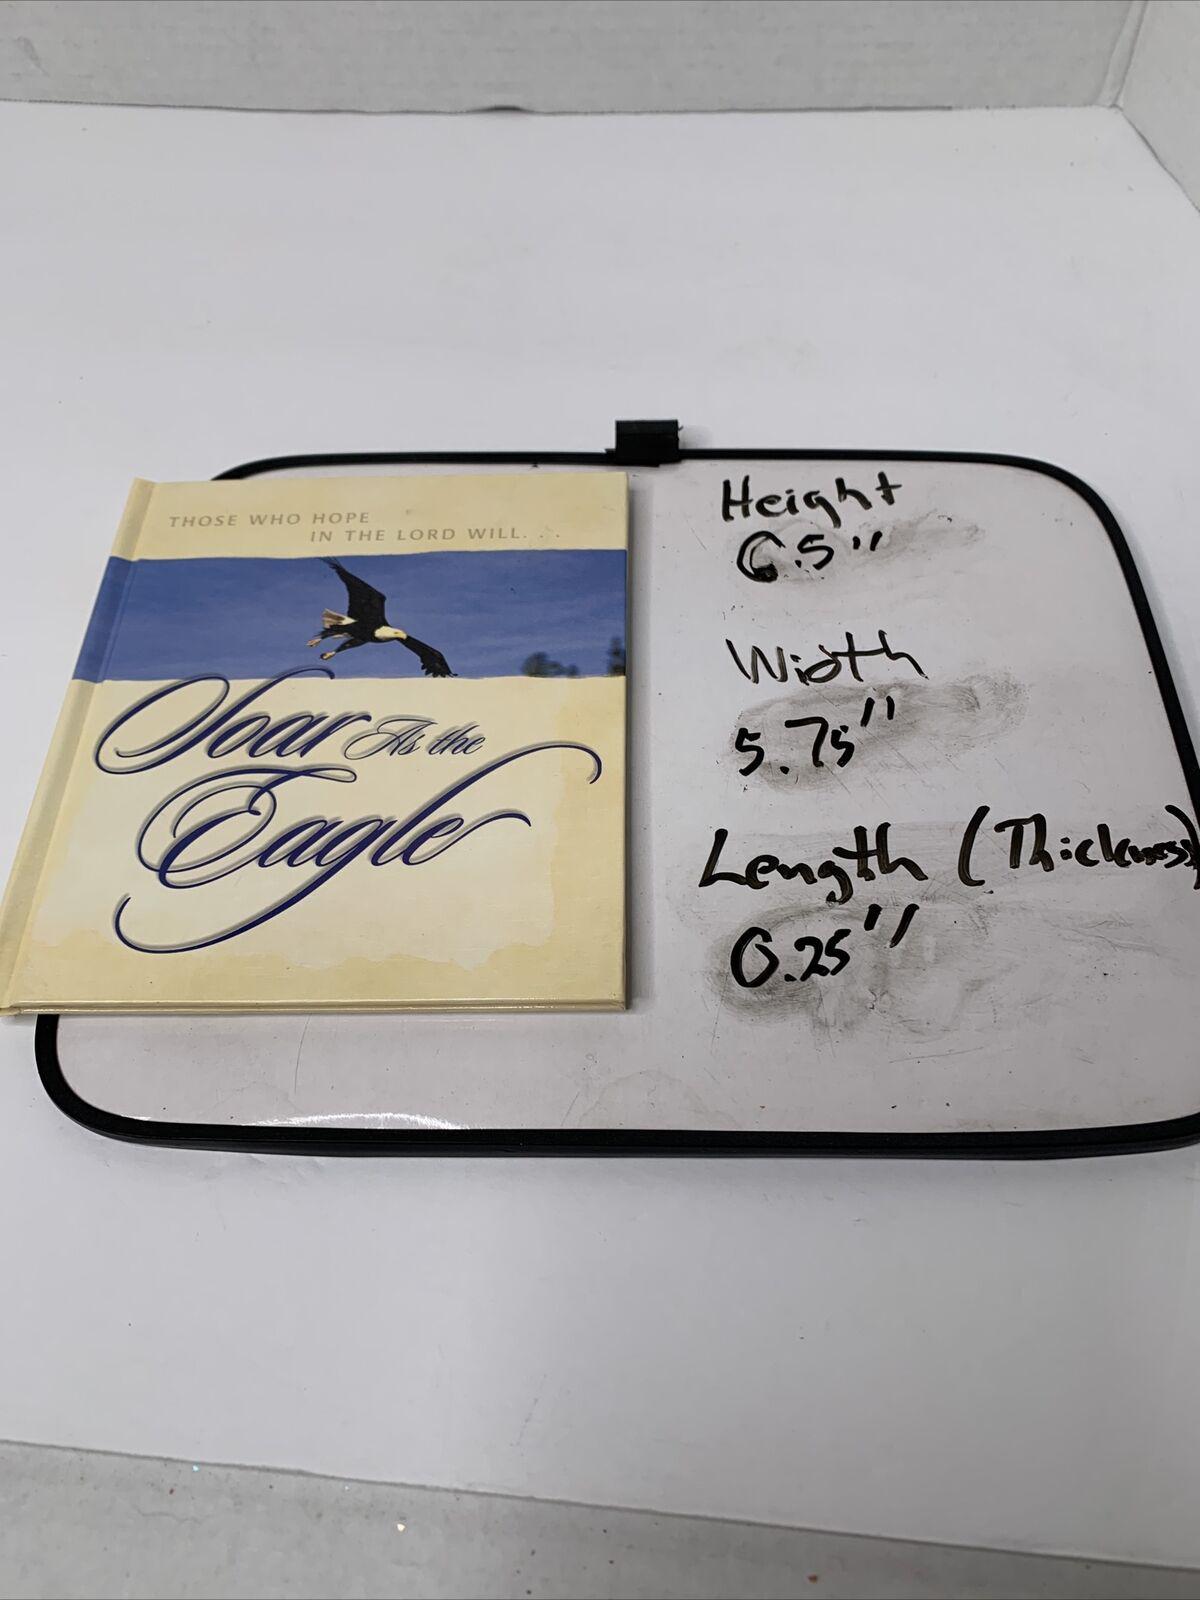 THOSE WHO HOPE
IN THE LORD WILL. . .
Soar As the
Eagle
Height
6.5"
Width
5.75"
Length (Thickness)
0.25"